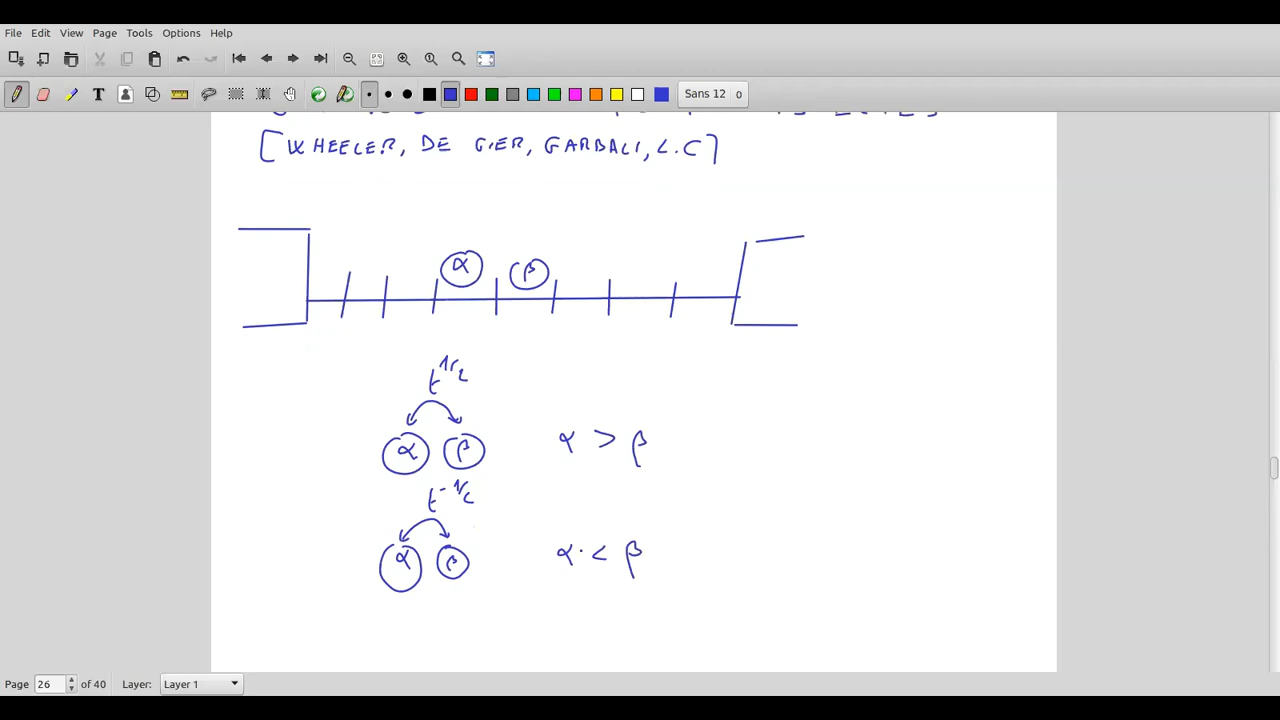 File Edit View Page Tools Options Help
Sans 12 0
[WHEELER, DE GIER, GARBALI, L.C]
α β
t^1/2
α β α > β
t^-1/2
α β α < β
Page 26 of 40 Layer: Layer 1